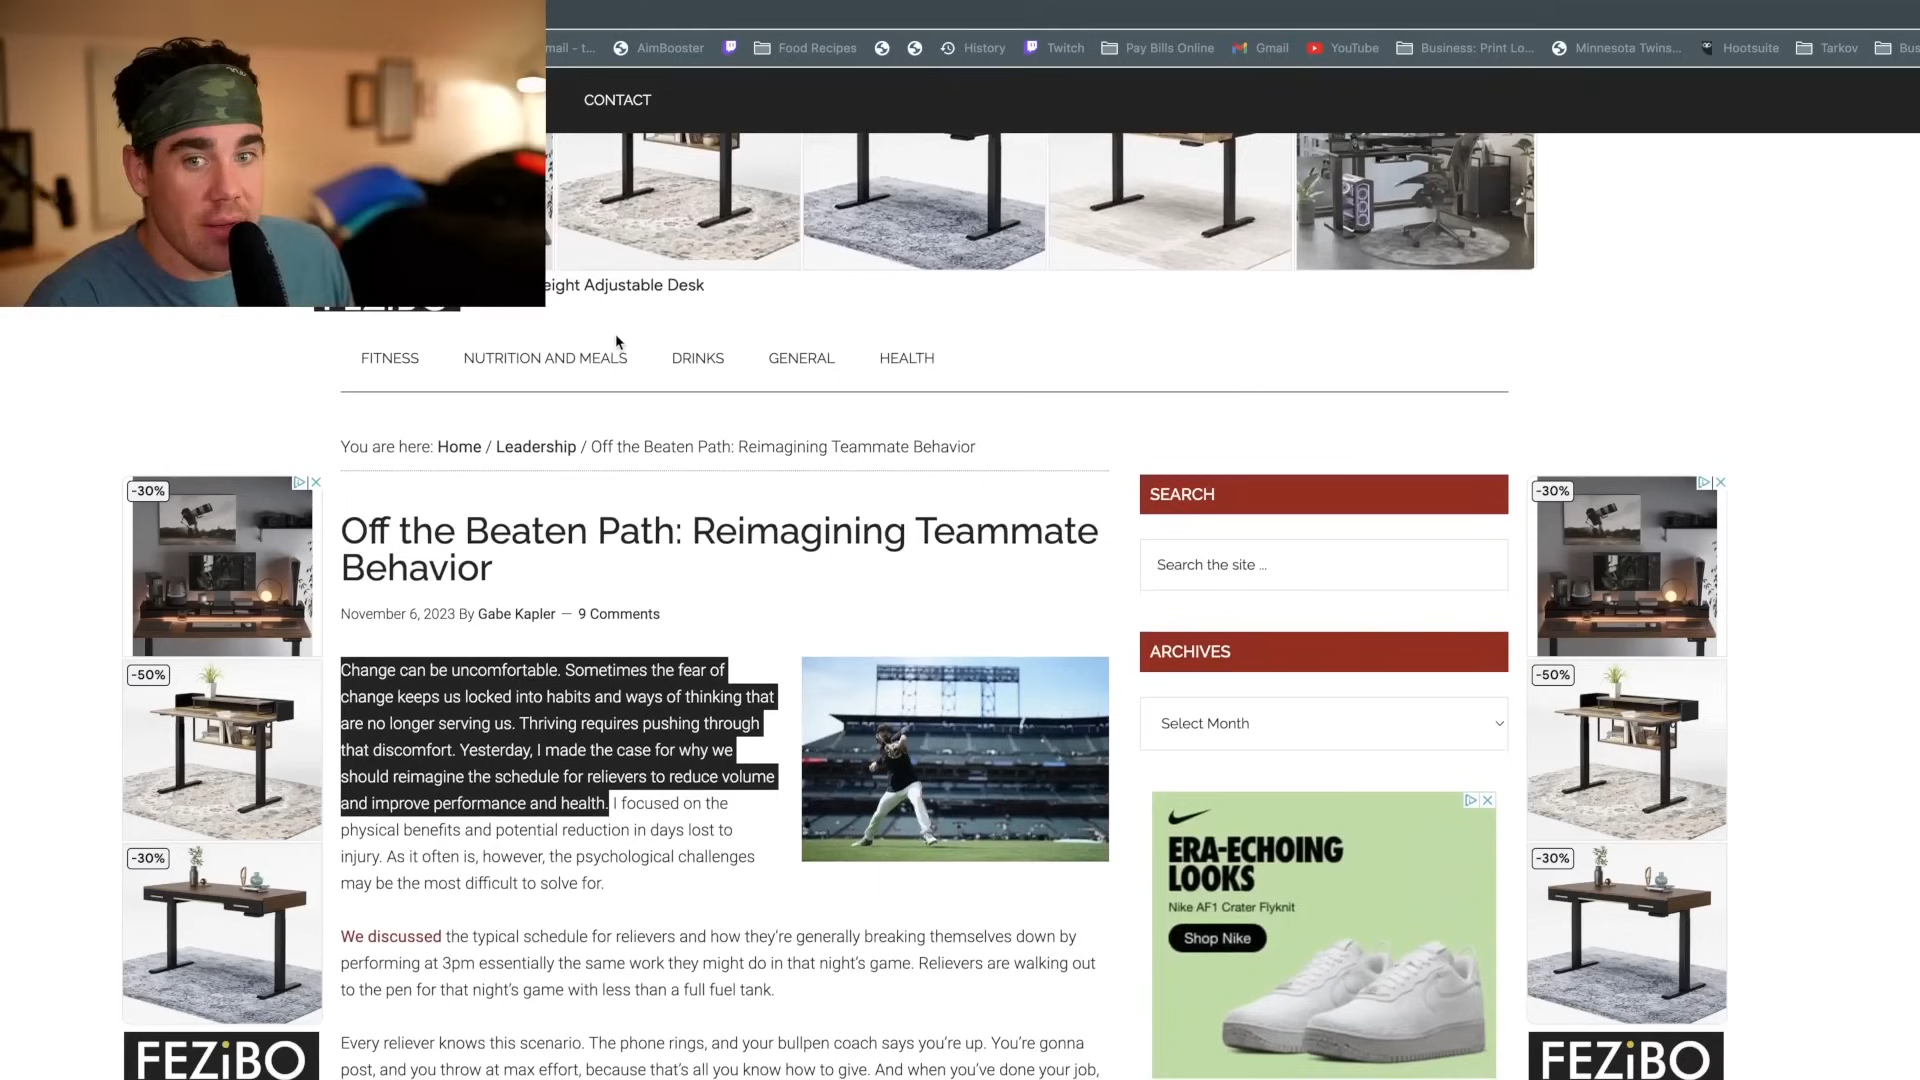 mail - t...
AimBooster
Food Recipes
History
Twitch
Pay Bills Online
Gmail
YouTube
Business: Print Lo...
Minnesota Twins...
Hootsuite
Tarkov
Bus
CONTACT
eight Adjustable Desk
FITNESS
NUTRITION AND MEALS
DRINKS
GENERAL
HEALTH
You are here: Home / Leadership / Off the Beaten Path: Reimagining Teammate Behavior
Off the Beaten Path: Reimagining Teammate
Behavior
November 6, 2023 By Gabe Kapler — 9 Comments
Change can be uncomfortable. Sometimes the fear of
change keeps us locked into habits and ways of thinking that
are no longer serving us. Thriving requires pushing through
that discomfort. Yesterday, I made the case for why we
should reimagine the schedule for relievers to reduce volume
and improve performance and health. I focused on the
physical benefits and potential reduction in days lost to
injury. As it often is, however, the psychological challenges
may be the most difficult to solve for.
We discussed the typical schedule for relievers and how they're generally breaking themselves down by
performing at 3pm essentially the same work they might do in that night's game. Relievers are walking out
to the pen for that night's game with less than a full fuel tank.
Every reliever knows this scenario. The phone rings, and your bullpen coach says you're up. You're gonna
post, and you throw at max effort, because that's all you know how to give. And when you've done your job,
-30%
-50%
-30%
FEZiBO
SEARCH
Search the site ...
ARCHIVES
Select Month
ERA-ECHOING
LOOKS
Nike AF1 Crater Flyknit
Shop Nike
-30%
-50%
-30%
FEZiBO